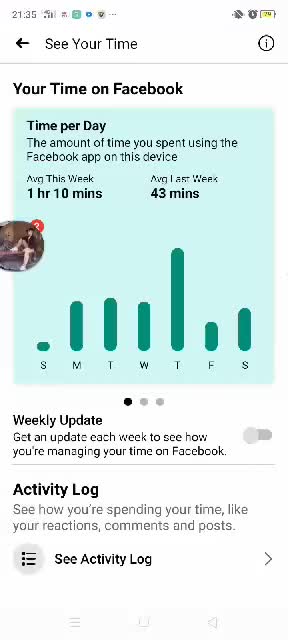 21:35
See Your Time
Your Time on Facebook
Time per Day
The amount of time you spent using the
Facebook app on this device
Avg This Week Avg Last Week
1 hr 10 mins 43 mins
2
S M T W T F S
Weekly Update
Get an update each week to see how
you're managing your time on Facebook.
Activity Log
See how you're spending your time, like
your reactions, comments and posts.
See Activity Log